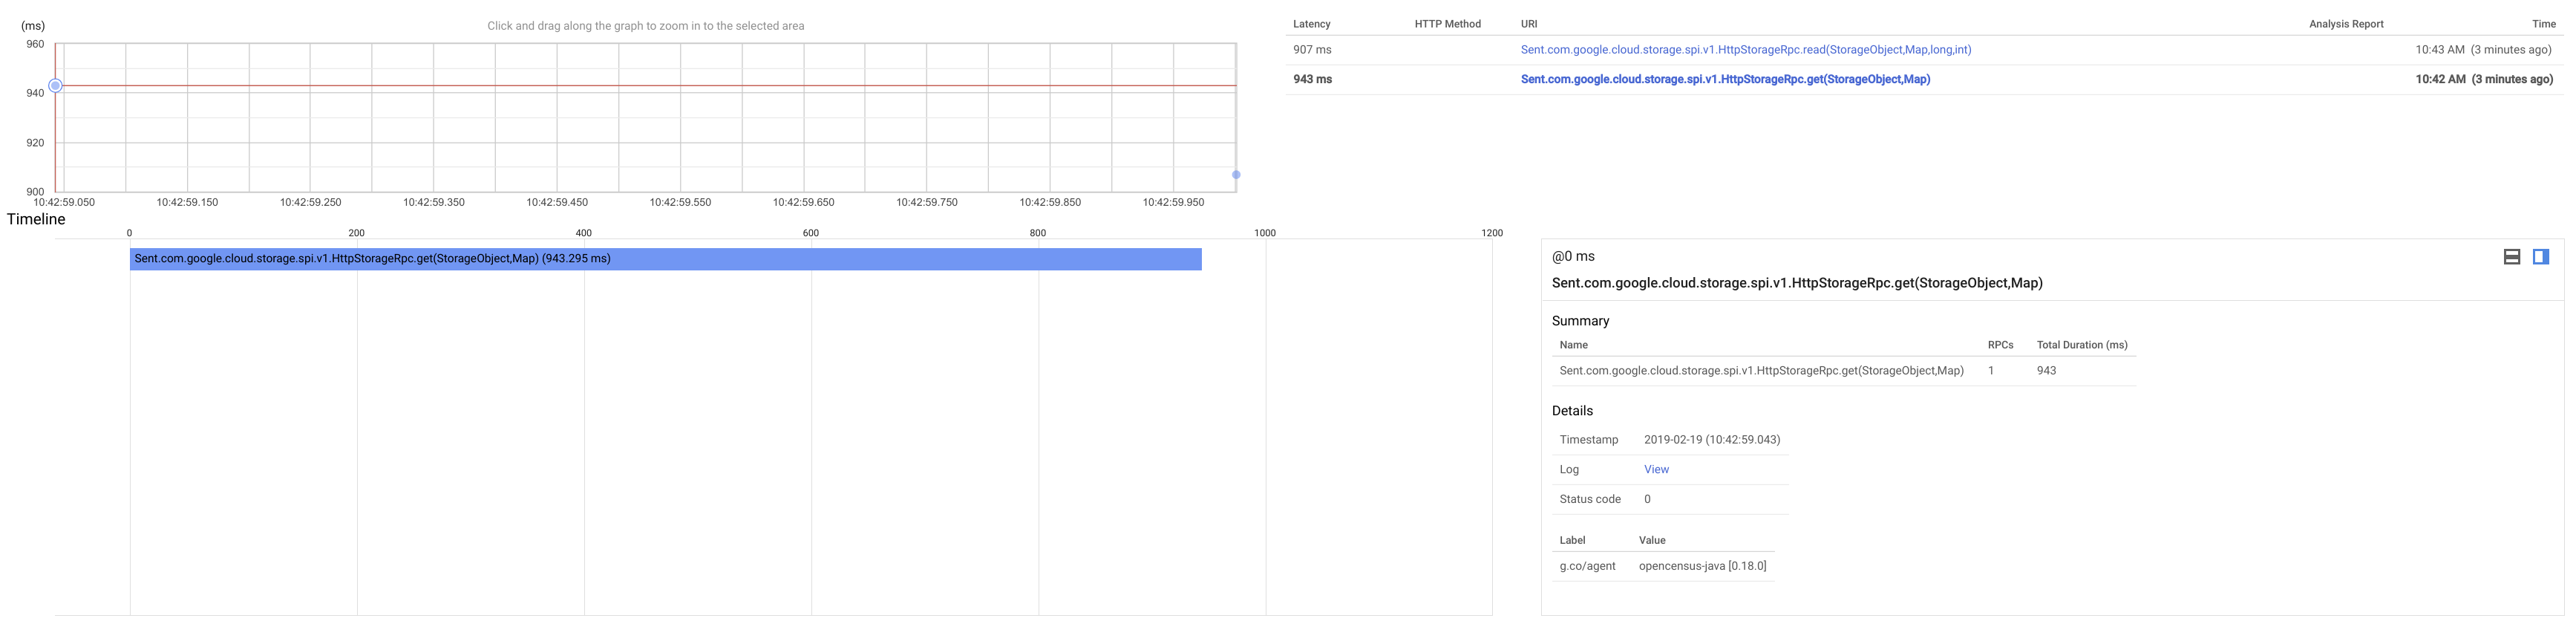 (ms)
Click and drag along the graph to zoom in to the selected area
960
940
920
900
10:42:59.050 10:42:59.150 10:42:59.250 10:42:59.350 10:42:59.450 10:42:59.550 10:42:59.650 10:42:59.750 10:42:59.850 10:42:59.950
Latency HTTP Method URI Analysis Report Time
907 ms Sent.com.google.cloud.storage.spi.v1.HttpStorageRpc.read(StorageObject,Map,long,int) 10:43 AM (3 minutes ago)
943 ms Sent.com.google.cloud.storage.spi.v1.HttpStorageRpc.get(StorageObject,Map) 10:42 AM (3 minutes ago)
Timeline
0 200 400 600 800 1000 1200
Sent.com.google.cloud.storage.spi.v1.HttpStorageRpc.get(StorageObject,Map) (943.295 ms)
@0 ms
Sent.com.google.cloud.storage.spi.v1.HttpStorageRpc.get(StorageObject,Map)
Summary
Name RPCs Total Duration (ms)
Sent.com.google.cloud.storage.spi.v1.HttpStorageRpc.get(StorageObject,Map) 1 943
Details
Timestamp 2019-02-19 (10:42:59.043)
Log View
Status code 0
Label Value
g.co/agent opencensus-java [0.18.0]